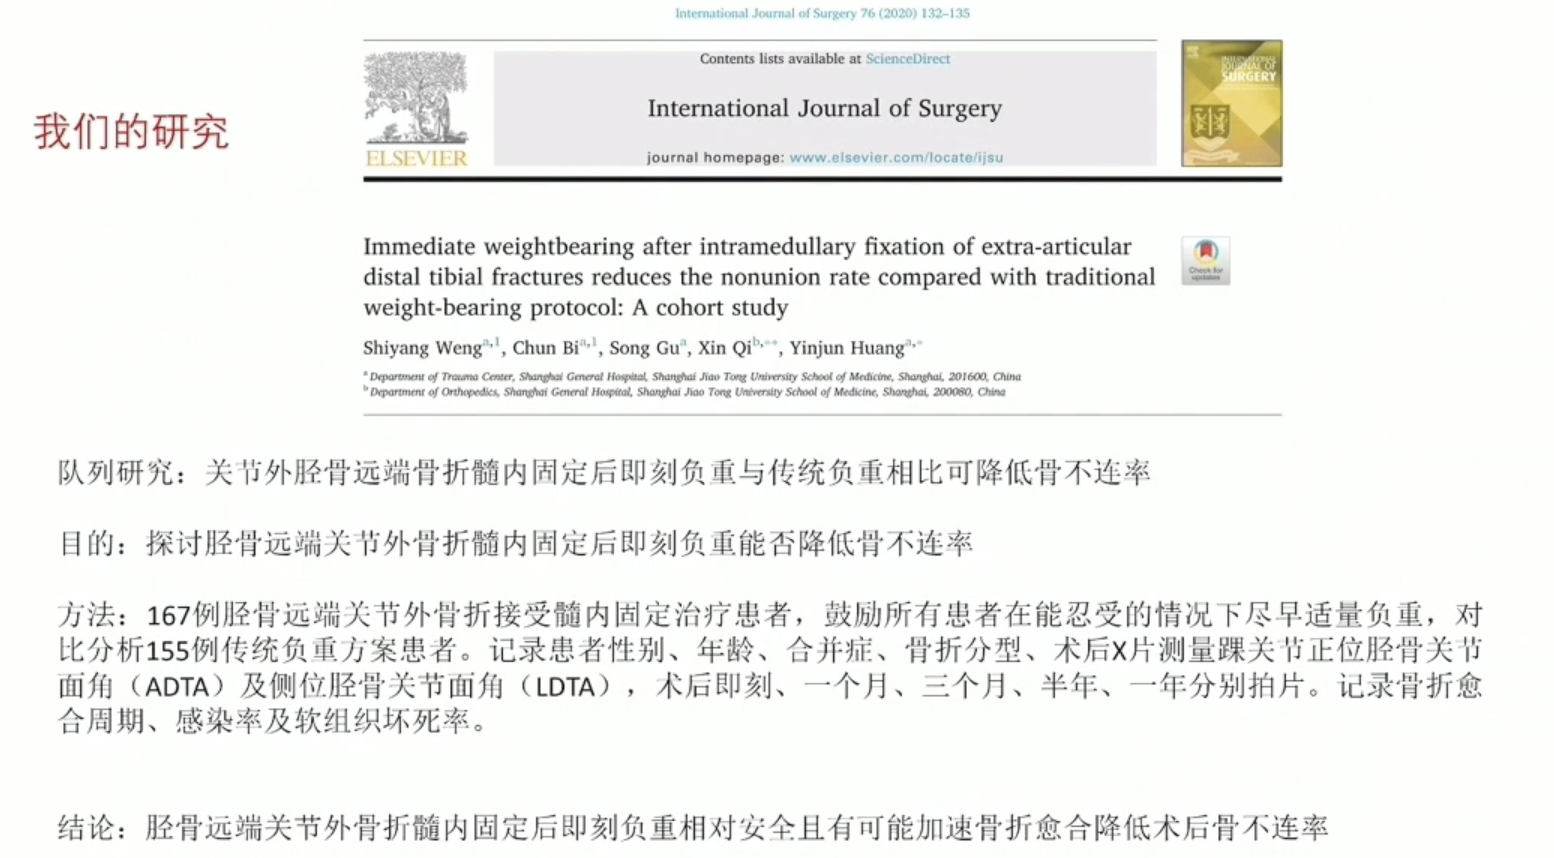 International Journal of Surgery 76 (2020) 132–135
Contents lists available at ScienceDirect
INTERNATIONAL JOURNAL OF SURGERY
我们的研究
International Journal of Surgery
ELSEVIER
journal homepage: www.elsevier.com/locate/ijsu
Immediate weightbearing after intramedullary fixation of extra-articular
distal tibial fractures reduces the nonunion rate compared with traditional
weight-bearing protocol: A cohort study
Check for updates
Shiyang Weng^a,1, Chun Bi^a,1, Song Gu^a, Xin Qi^b,**, Yinjun Huang^a,*
^a Department of Trauma Center, Shanghai General Hospital, Shanghai Jiao Tong University School of Medicine, Shanghai, 201600, China
^b Department of Orthopedics, Shanghai General Hospital, Shanghai Jiao Tong University School of Medicine, Shanghai, 200080, China
队列研究：关节外胫骨远端骨折髓内固定后即刻负重与传统负重相比可降低骨不连率
目的：探讨胫骨远端关节外骨折髓内固定后即刻负重能否降低骨不连率
方法：167例胫骨远端关节外骨折接受髓内固定治疗患者，鼓励所有患者在能忍受的情况下尽早适量负重，对
比分析155例传统负重方案患者。记录患者性别、年龄、合并症、骨折分型、术后X片测量踝关节正位胫骨关节
面角（ADTA）及侧位胫骨关节面角（LDTA），术后即刻、一个月、三个月、半年、一年分别拍片。记录骨折愈
合周期、感染率及软组织坏死率。
结论：胫骨远端关节外骨折髓内固定后即刻负重相对安全且有可能加速骨折愈合降低术后骨不连率